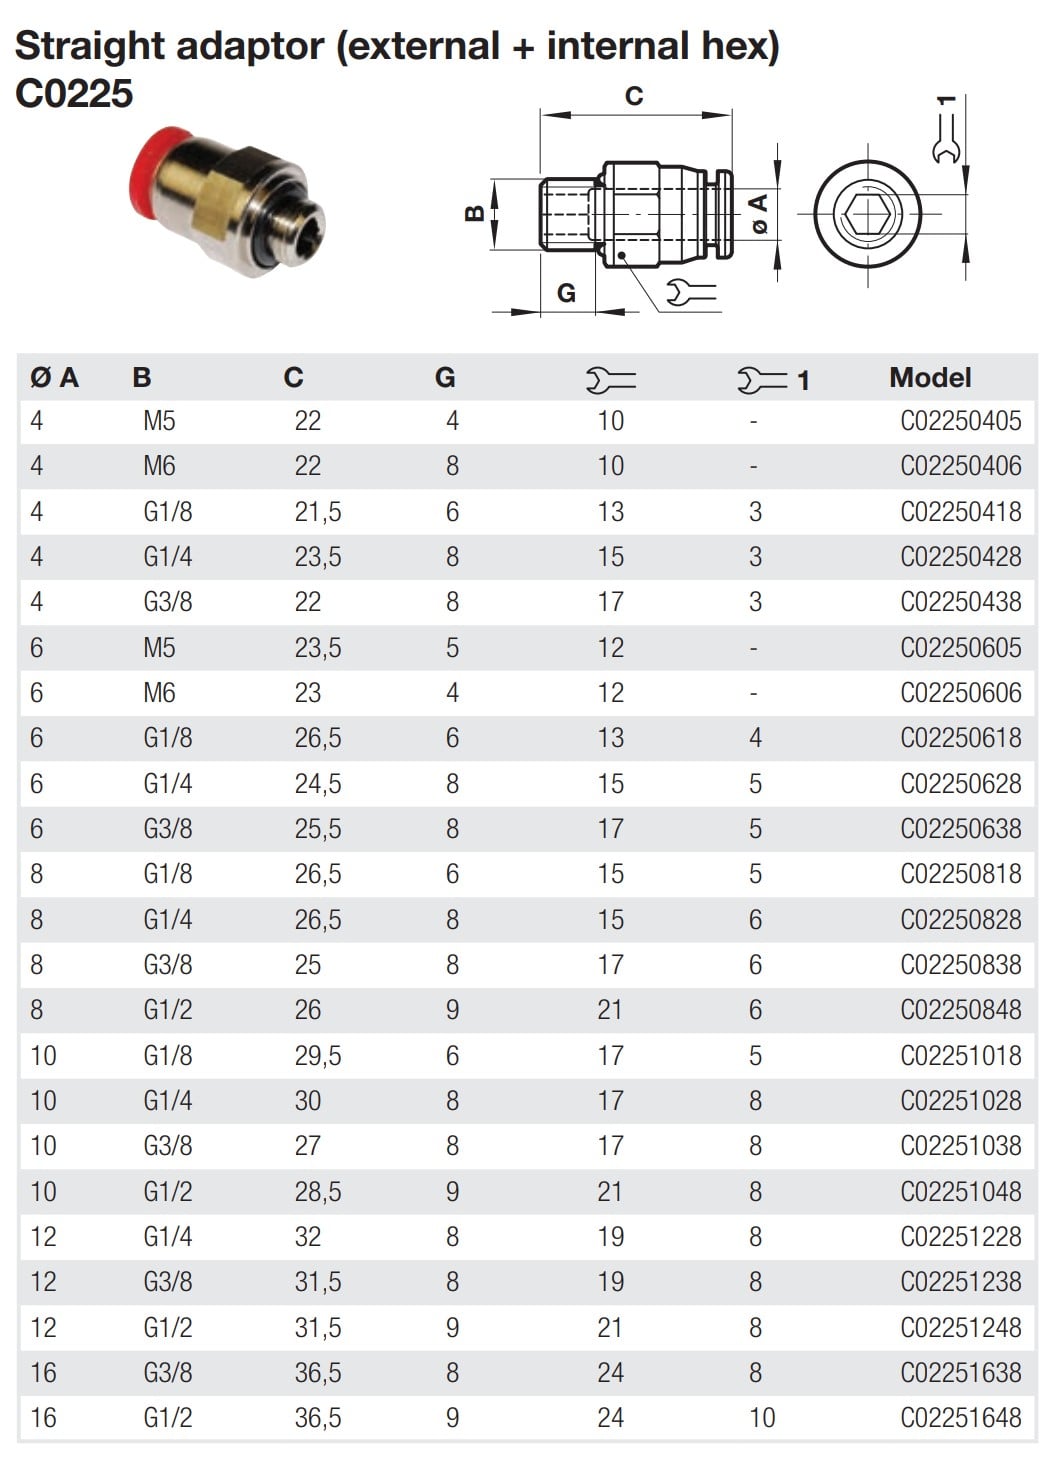 Straight adaptor (external + internal hex)
C0225
C
1
B
ø A
G
Ø A B C G 1 Model
4 M5 22 4 10 - C02250405
4 M6 22 8 10 - C02250406
4 G1/8 21,5 6 13 3 C02250418
4 G1/4 23,5 8 15 3 C02250428
4 G3/8 22 8 17 3 C02250438
6 M5 23,5 5 12 - C02250605
6 M6 23 4 12 - C02250606
6 G1/8 26,5 6 13 4 C02250618
6 G1/4 24,5 8 15 5 C02250628
6 G3/8 25,5 8 17 5 C02250638
8 G1/8 26,5 6 15 5 C02250818
8 G1/4 26,5 8 15 6 C02250828
8 G3/8 25 8 17 6 C02250838
8 G1/2 26 9 21 6 C02250848
10 G1/8 29,5 6 17 5 C02251018
10 G1/4 30 8 17 8 C02251028
10 G3/8 27 8 17 8 C02251038
10 G1/2 28,5 9 21 8 C02251048
12 G1/4 32 8 19 8 C02251228
12 G3/8 31,5 8 19 8 C02251238
12 G1/2 31,5 9 21 8 C02251248
16 G3/8 36,5 8 24 8 C02251638
16 G1/2 36,5 9 24 10 C02251648